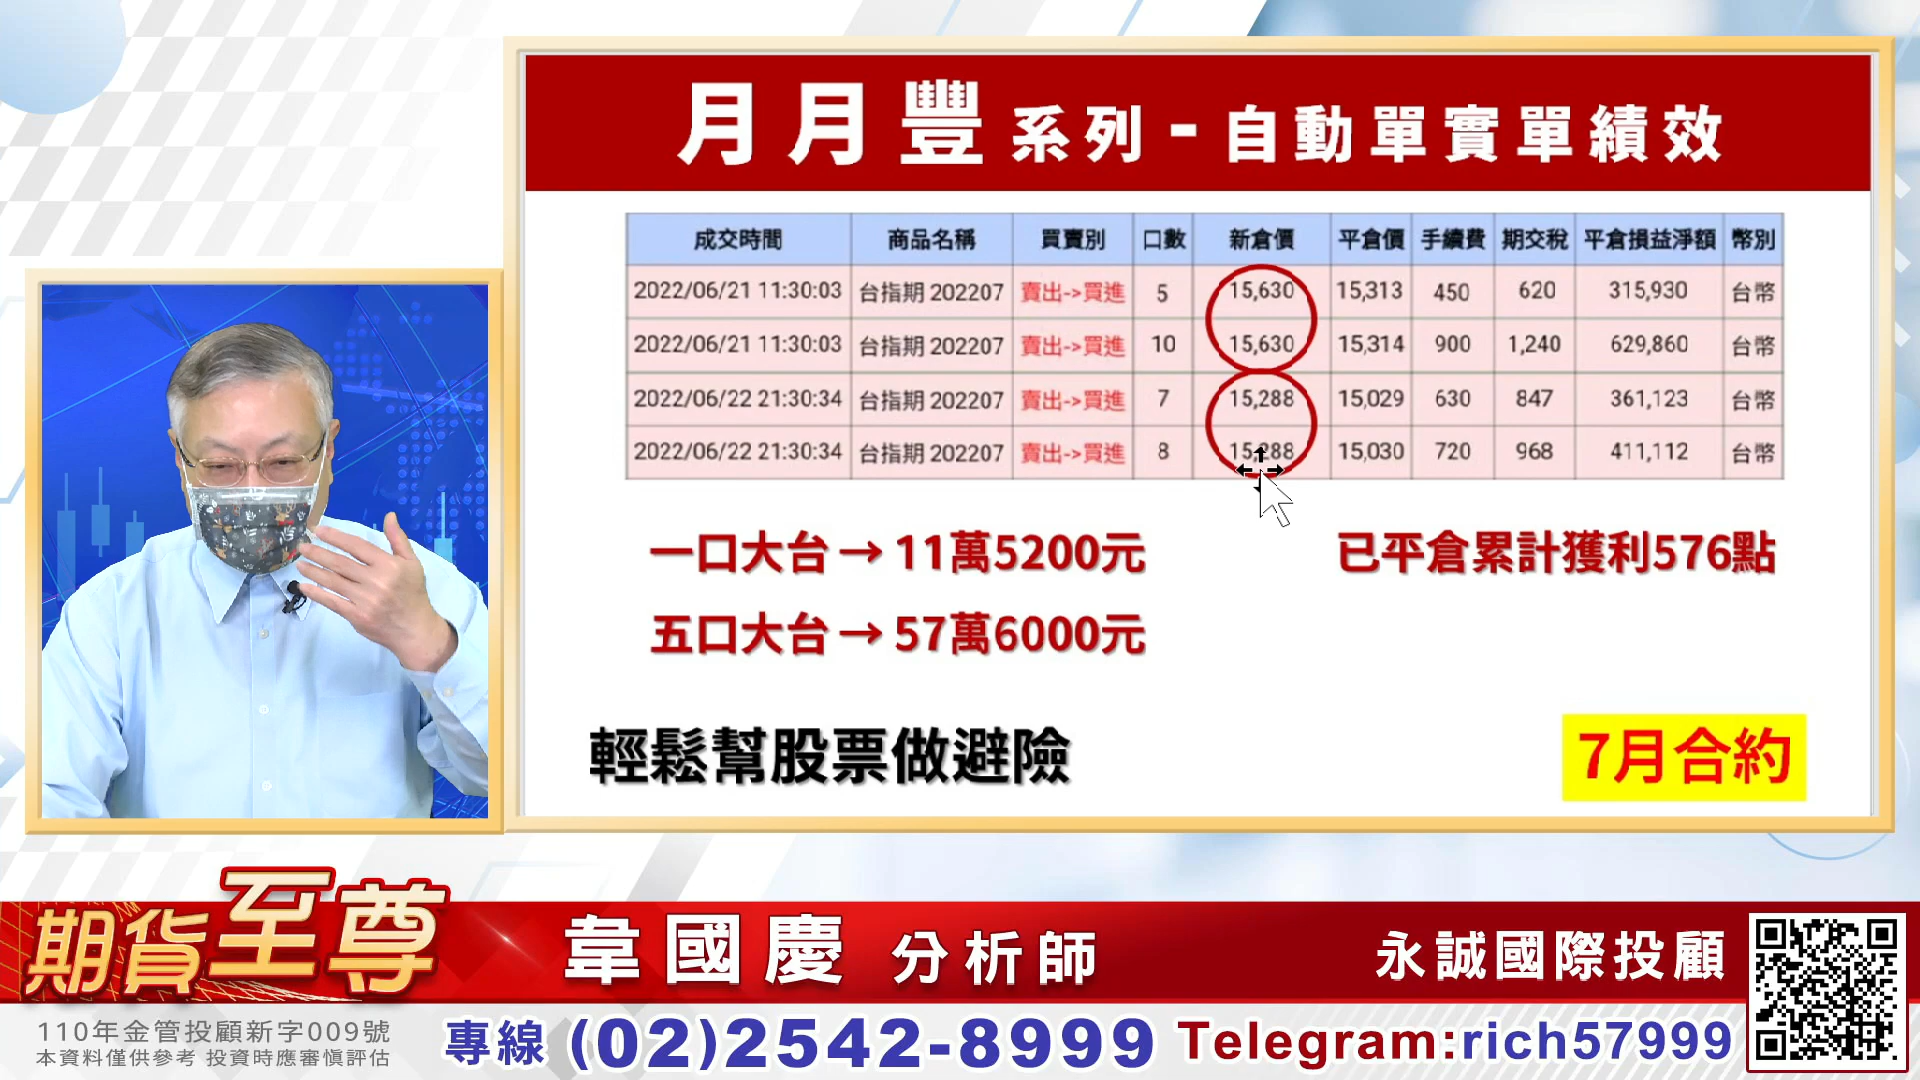 月月豐系列-自動單實單績效
成交時間 商品名稱 買賣別 口數 新倉價 平倉價 手續費 期交稅 平倉損益淨額 幣別
2022/06/21 11:30:03 台指期 202207 賣出->買進 5 15,630 15,313 450 620 315,930 台幣
2022/06/21 11:30:03 台指期 202207 賣出->買進 10 15,630 15,314 900 1,240 629,860 台幣
2022/06/22 21:30:34 台指期 202207 賣出->買進 7 15,288 15,029 630 847 361,123 台幣
2022/06/22 21:30:34 台指期 202207 賣出->買進 8 15,288 15,030 720 968 411,112 台幣
一口大台→11萬5200元 已平倉累計獲利576點
五口大台→57萬6000元
輕鬆幫股票做避險
7月合約
期貨至尊
韋國慶 分析師
永誠國際投顧
110年金管投顧新字009號
本資料僅供參考 投資時應審慎評估
專線 (02)2542-8999 Telegram:rich57999